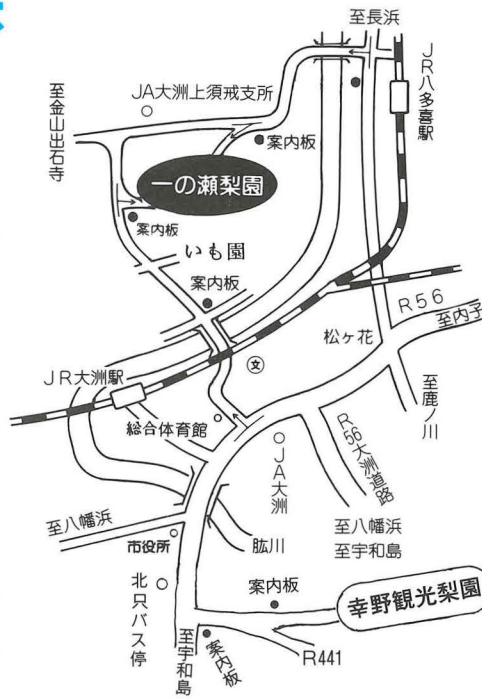 至長浜
JR八多喜駅
JA大洲上須戒支所
至金山出石寺
案内板
一の瀬梨園
案内板
いも園
案内板
R56
至内子
松ヶ花
文
JR大洲駅
至鹿ノ川
総合体育館
JA大洲
R56大洲道路
至八幡浜
至宇和島
至八幡浜
市役所
肱川
北只バス停
案内板
幸野観光梨園
至宇和島
案内板
R441